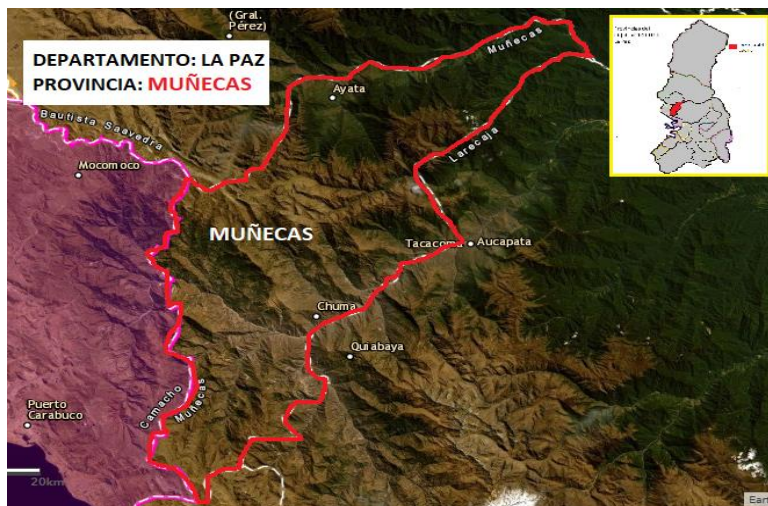 (Gral.
Pérez)
DEPARTAMENTO: LA PAZ
PROVINCIA: MUÑECAS
Muñecas
Ayata
Bautista Saavedra
Larecaja
Mocomoco
MUÑECAS
Tacacoma
Aucapata
Chuma
Quiabaya
Camacho
Muñecas
Puerto
Carabuco
20km
Eart